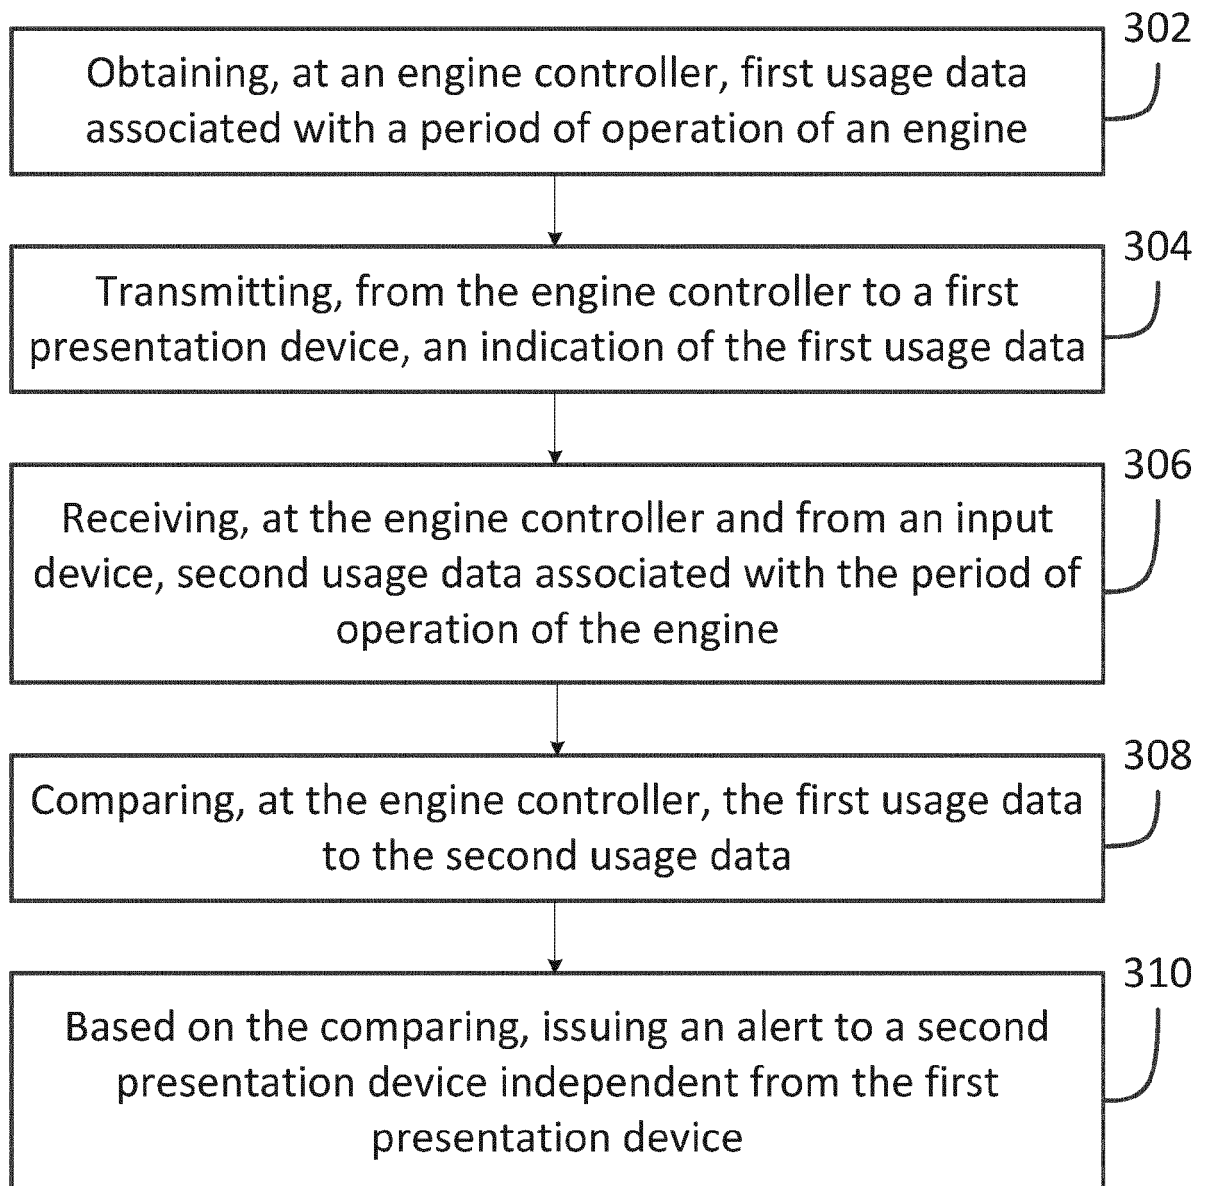 302
Obtaining, at an engine controller, first usage data
associated with a period of operation of an engine
304
Transmitting, from the engine controller to a first
presentation device, an indication of the first usage data
306
Receiving, at the engine controller and from an input
device, second usage data associated with the period of
operation of the engine
308
Comparing, at the engine controller, the first usage data
to the second usage data
310
Based on the comparing, issuing an alert to a second
presentation device independent from the first
presentation device